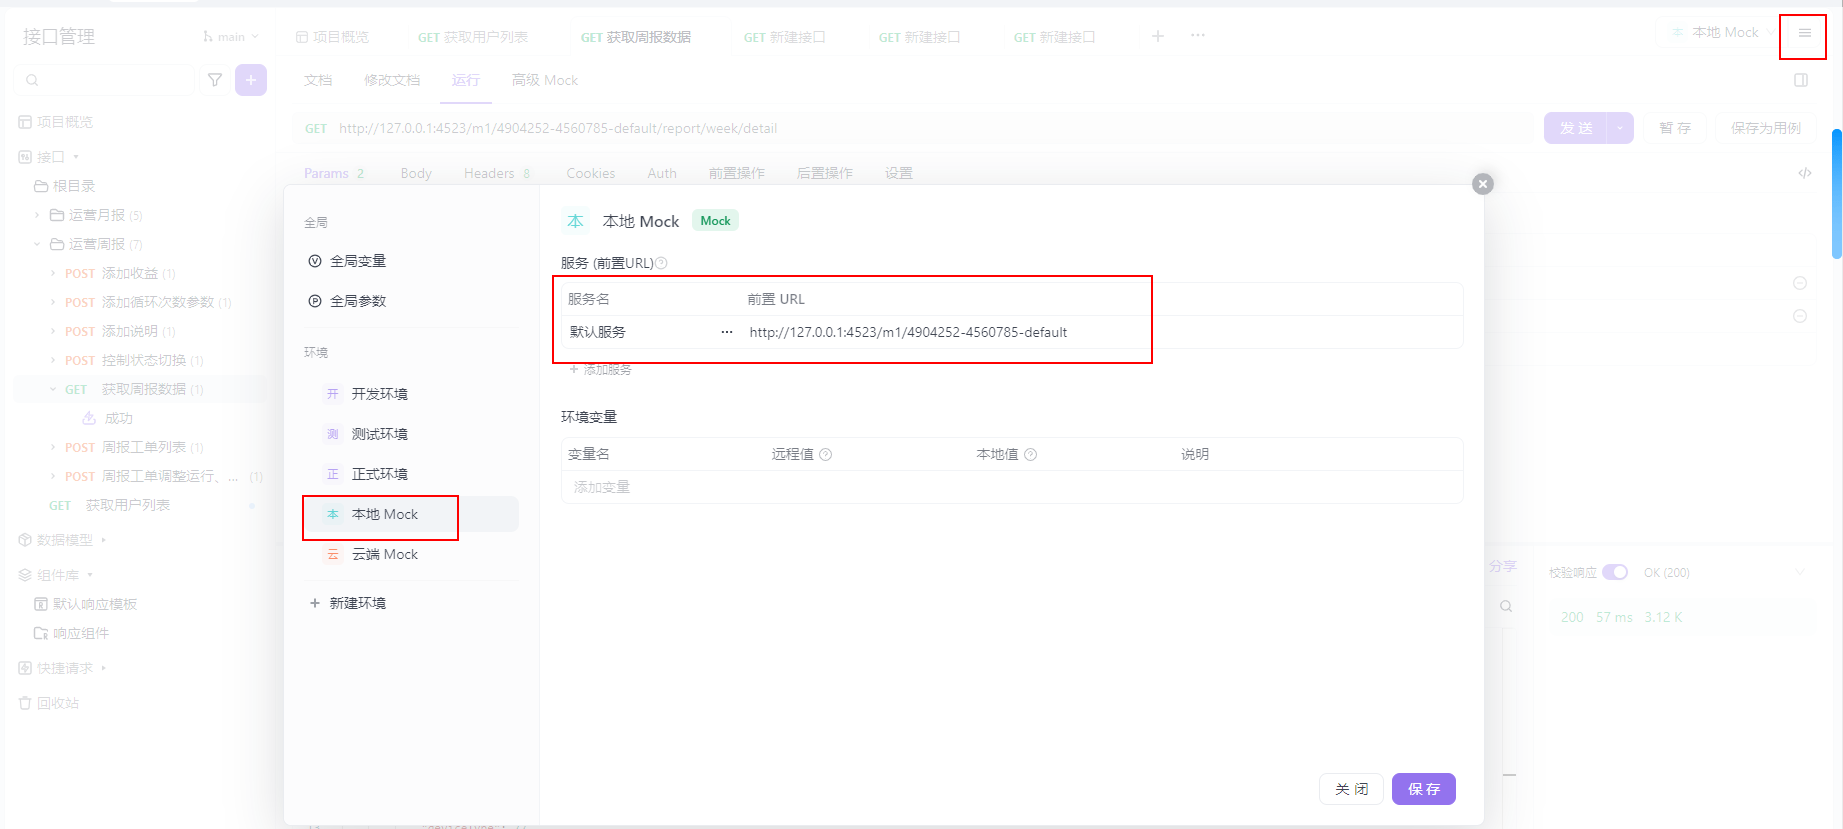 接口管理
main
项目概览
GET 获取用户列表
GET 获取周报数据
GET 新建接口
GET 新建接口
GET 新建接口
本 本地 Mock
文档
修改文档
运行
高级 Mock
项目概览
接口
根目录
运营月报 (5)
运营周报 (7)
POST 添加收益 (1)
POST 添加循环次数参数 (1)
POST 添加说明 (1)
POST 控制状态切换 (1)
GET 获取周报数据 (1)
成功
POST 周报工单列表 (1)
POST 周报工单调整运行、... (1)
GET 获取用户列表
数据模型
组件库
默认响应模板
响应组件
快捷请求
回收站
GET http://127.0.0.1:4523/m1/4904252-4560785-default/report/week/detail
发 送
暂 存
保存为用例
Params 2
Body
Headers 8
Cookies
Auth
前置操作
后置操作
设置
全局
全局变量
全局参数
环境
开 开发环境
测 测试环境
正 正式环境
本 本地 Mock
云 云端 Mock
新建环境
本 本地 Mock Mock
服务 (前置URL)
服务名 前置 URL
默认服务 ... http://127.0.0.1:4523/m1/4904252-4560785-default
+ 添加服务
环境变量
变量名 远程值 本地值 说明
添加变量
关 闭
保 存
分享
校验响应 OK (200)
200 57 ms 3.12 K